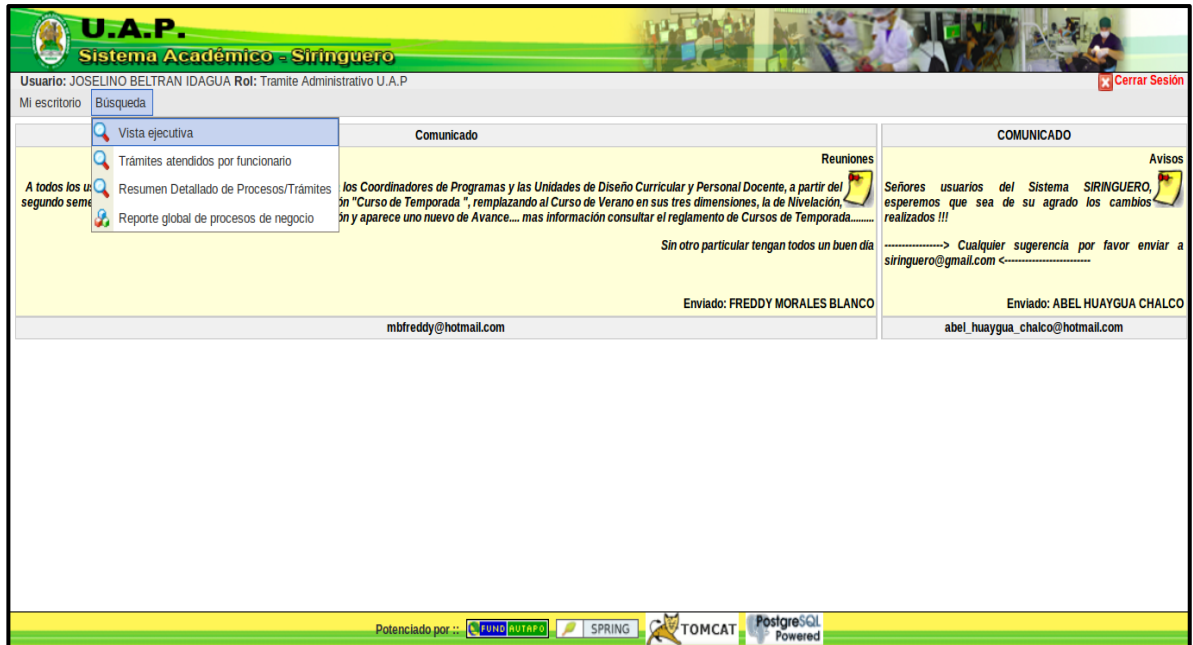 U.A.P.
Sistema Académico - Siringuero
Usuario: JOSELINO BELTRAN IDAGUA Rol: Tramite Administrativo U.A.P
Cerrar Sesión
Mi escritorio Búsqueda
Vista ejecutiva
Trámites atendidos por funcionario
Resumen Detallado de Procesos/Trámites
Reporte global de procesos de negocio
Comunicado
Reuniones
A todos los us los Coordinadores de Programas y las Unidades de Diseño Curricular y Personal Docente, a partir del
segundo seme ón "Curso de Temporada ", remplazando al Curso de Verano en sus tres dimensiones, la de Nivelación,
ón y aparece uno nuevo de Avance.... mas información consultar el reglamento de Cursos de Temporada.........
Sin otro particular tengan todos un buen día
Enviado: FREDDY MORALES BLANCO
mbfreddy@hotmail.com
COMUNICADO
Avisos
Señores usuarios del Sistema SIRINGUERO,
esperemos que sea de su agrado los cambios
realizados !!!
-----------------> Cualquier sugerencia por favor enviar a
siringuero@gmail.com <-------------------------
Enviado: ABEL HUAYGUA CHALCO
abel_huaygua_chalco@hotmail.com
Potenciado por :: FUND AUTAPO SPRING TOMCAT PostgreSQL
Powered